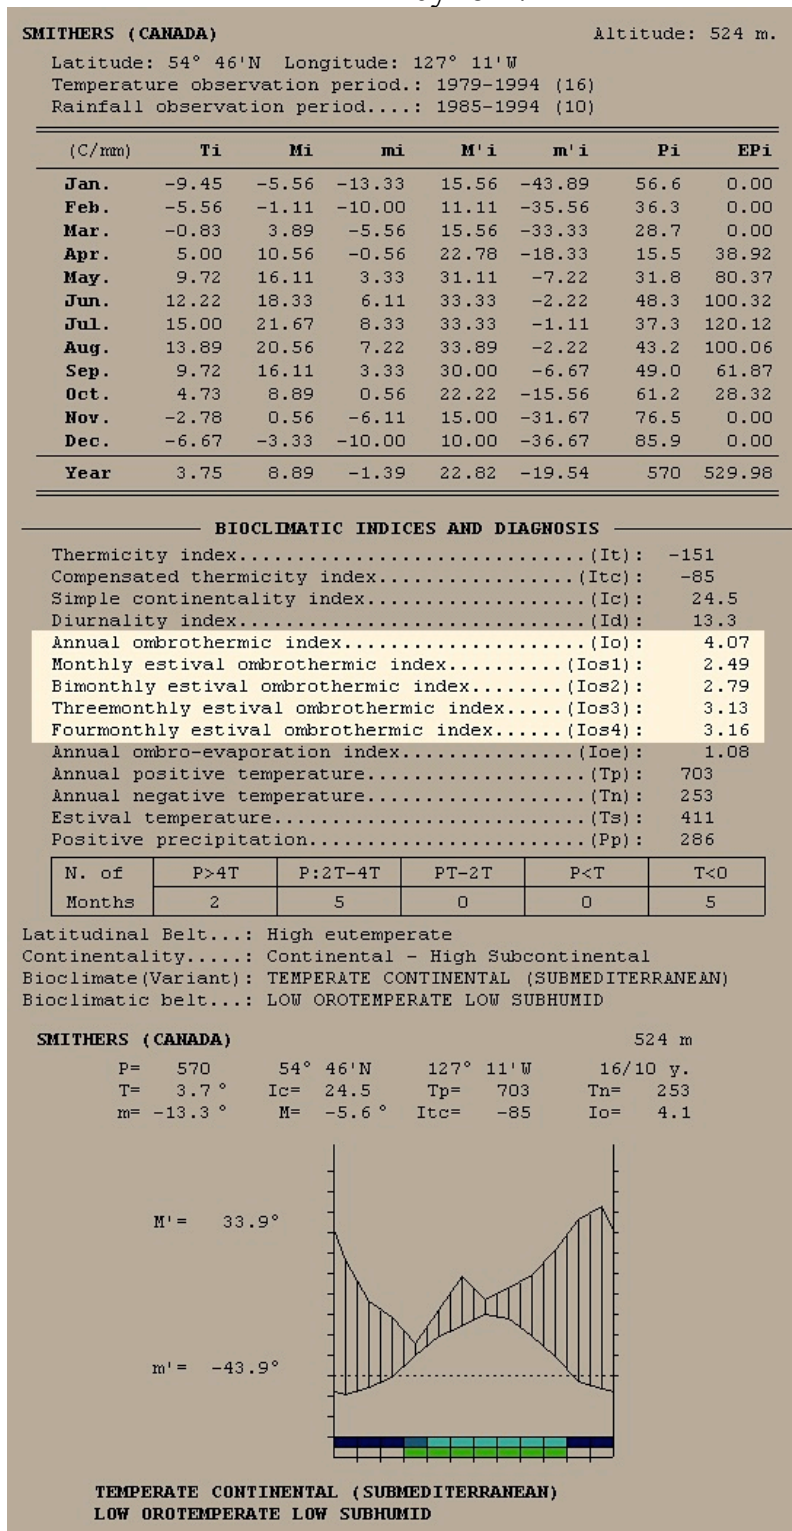 SMITHERS (CANADA) Altitude: 524 m.
Latitude: 54° 46'N Longitude: 127° 11'W
Temperature observation period.: 1979-1994 (16)
Rainfall observation period....: 1985-1994 (10)
(C/mm) Ti Mi mi M'i m'i Pi EPi
Jan. -9.45 -5.56 -13.33 15.56 -43.89 56.6 0.00
Feb. -5.56 -1.11 -10.00 11.11 -35.56 36.3 0.00
Mar. -0.83 3.89 -5.56 15.56 -33.33 28.7 0.00
Apr. 5.00 10.56 -0.56 22.78 -18.33 15.5 38.92
May. 9.72 16.11 3.33 31.11 -7.22 31.8 80.37
Jun. 12.22 18.33 6.11 33.33 -2.22 48.3 100.32
Jul. 15.00 21.67 8.33 33.33 -1.11 37.3 120.12
Aug. 13.89 20.56 7.22 33.89 -2.22 43.2 100.06
Sep. 9.72 16.11 3.33 30.00 -6.67 49.0 61.87
Oct. 4.73 8.89 0.56 22.22 -15.56 61.2 28.32
Nov. -2.78 0.56 -6.11 15.00 -31.67 76.5 0.00
Dec. -6.67 -3.33 -10.00 10.00 -36.67 85.9 0.00
Year 3.75 8.89 -1.39 22.82 -19.54 570 529.98
BIOCLIMATIC INDICES AND DIAGNOSIS
Thermicity index..............................(It): -151
Compensated thermicity index.................(Itc): -85
Simple continentality index...................(Ic): 24.5
Diurnality index..............................(Id): 13.3
Annual ombrothermic index.....................(Io): 4.07
Monthly estival ombrothermic index..........(Ios1): 2.49
Bimonthly estival ombrothermic index........(Ios2): 2.79
Threemonthly estival ombrothermic index.....(Ios3): 3.13
Fourmonthly estival ombrothermic index......(Ios4): 3.16
Annual ombro-evaporation index...............(Ioe): 1.08
Annual positive temperature...................(Tp): 703
Annual negative temperature...................(Tn): 253
Estival temperature...........................(Ts): 411
Positive precipitation........................(Pp): 286
N. of P>4T P:2T-4T PT-2T P<T T<0
Months 2 5 0 0 5
Latitudinal Belt...: High eutemperate
Continentality.....: Continental - High Subcontinental
Bioclimate(Variant): TEMPERATE CONTINENTAL (SUBMEDITERRANEAN)
Bioclimatic belt...: LOW OROTEMPERATE LOW SUBHUMID
SMITHERS (CANADA) 524 m
P= 570 54° 46'N 127° 11'W 16/10 y.
T= 3.7° Ic= 24.5 Tp= 703 Tn= 253
m= -13.3° M= -5.6° Itc= -85 Io= 4.1
M'= 33.9°
m'= -43.9°
TEMPERATE CONTINENTAL (SUBMEDITERRANEAN)
LOW OROTEMPERATE LOW SUBHUMID